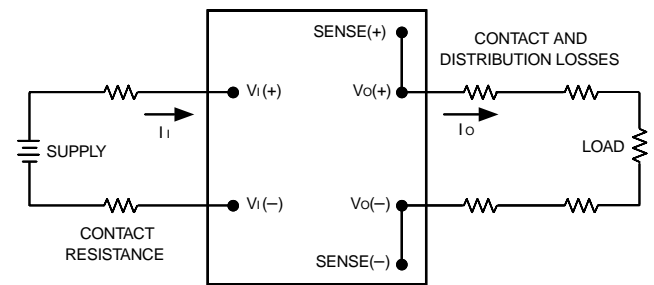 SENSE(+)
CONTACT AND
DISTRIBUTION LOSSES
VI(+)
VO(+)
II
IO
SUPPLY
LOAD
VI(–)
VO(–)
CONTACT
RESISTANCE
SENSE(–)